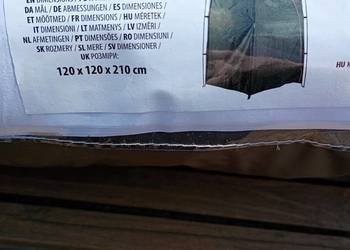 DA MÅL / DE ABMESSUNGEN / ES DIMENSIONES /
ET MÕÕTMED / FR DIMENSIONS / HU MÉRETEK /
IT DIMENSIONI / LT MATMENYS / LV IZMĒRI /
NL AFMETINGEN / PT DIMENSÕES / RO DIMENSIUNI /
SK ROZMERY / SL MERE / SV DIMENSIONER /
UK РОЗМІРИ:
120 x 120 x 210 cm
HU